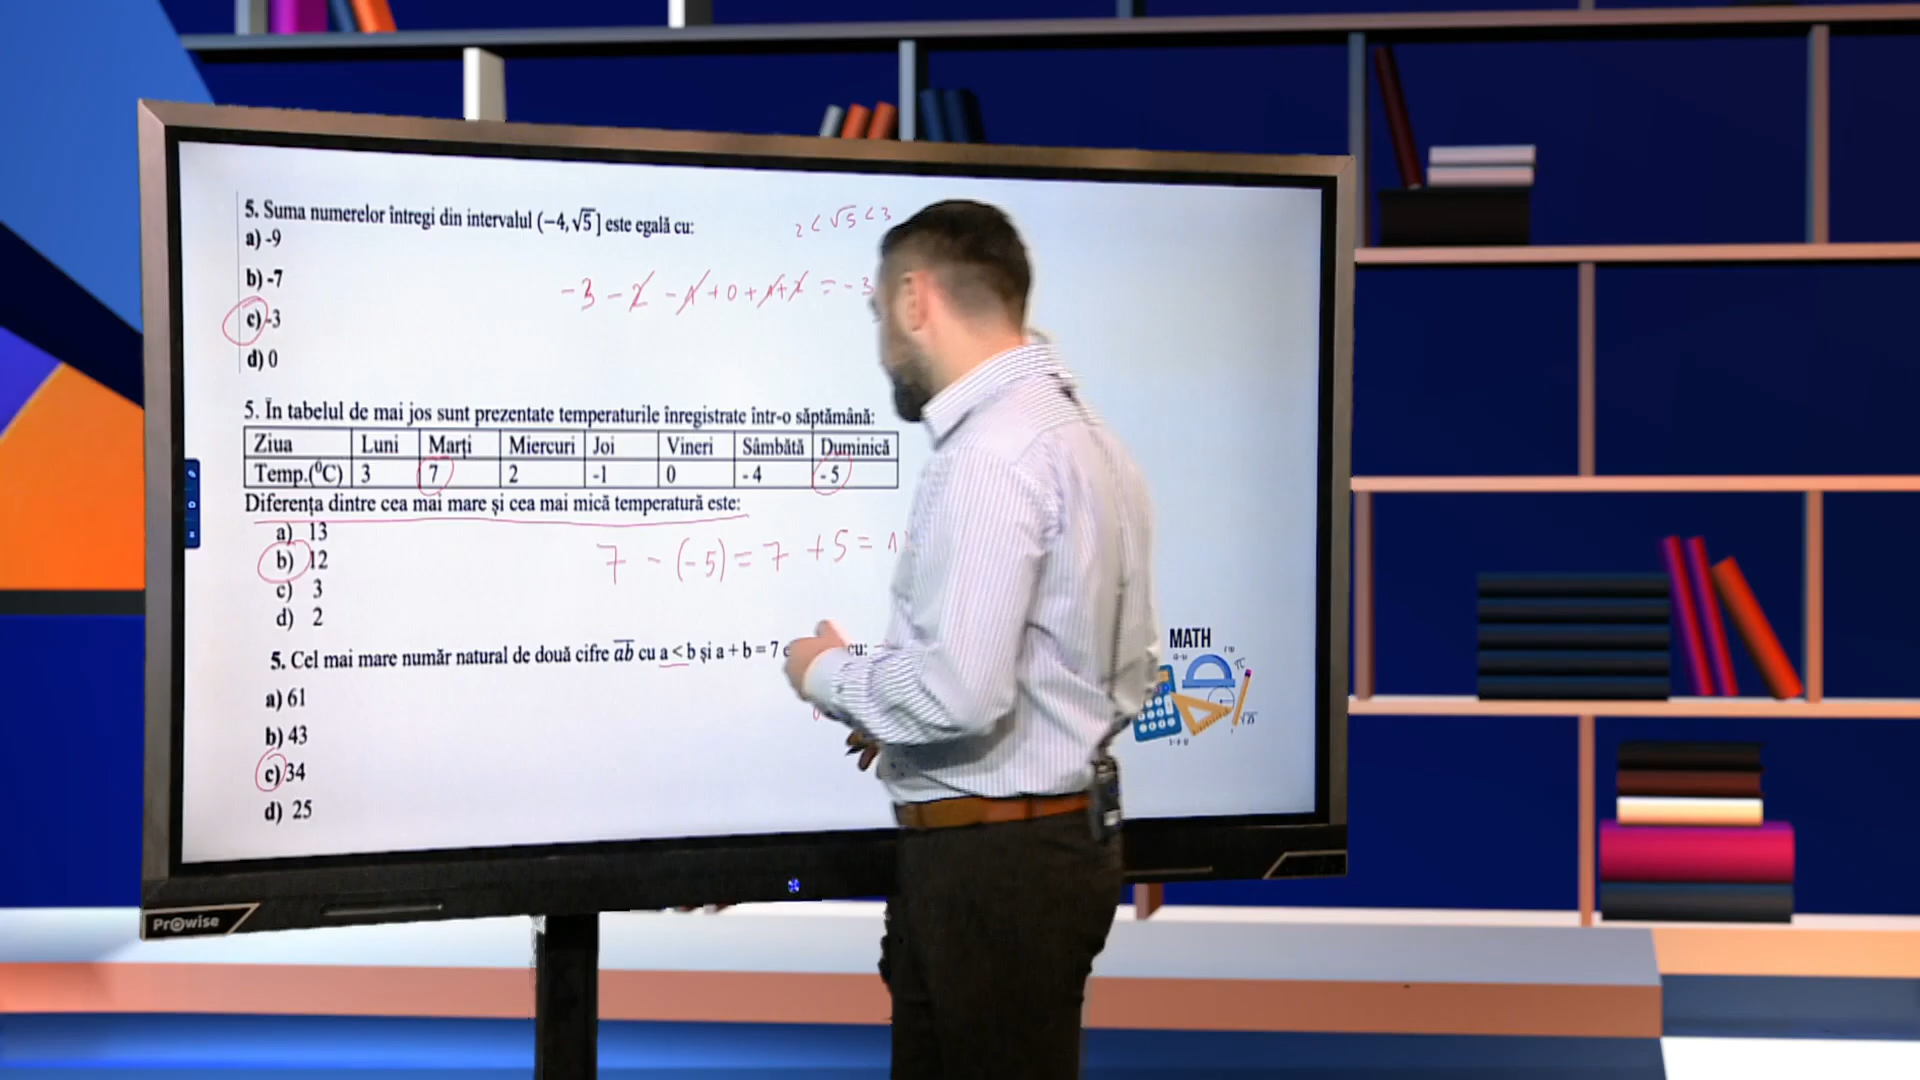 5. Suma numerelor întregi din intervalul (−4, √5] este egală cu:
2 < √5 < 3
a) -9
b) -7
-3 - 2 - 1 + 0 + 1 + 2 = -3
c) -3
d) 0
5. În tabelul de mai jos sunt prezentate temperaturile înregistrate într-o săptămână:
Ziua Luni Marți Miercuri Joi Vineri Sâmbătă Duminică
Temp.(⁰C) 3 7 2 -1 0 - 4 - 5
Diferența dintre cea mai mare și cea mai mică temperatură este:
a) 13
7 - (-5) = 7 + 5 =
b) 12
c) 3
d) 2
5. Cel mai mare număr natural de două cifre a̅b̅ cu a < b și a + b = 7 cu:
a) 61
b) 43
c) 34
d) 25
MATH
π
√25
Prowise